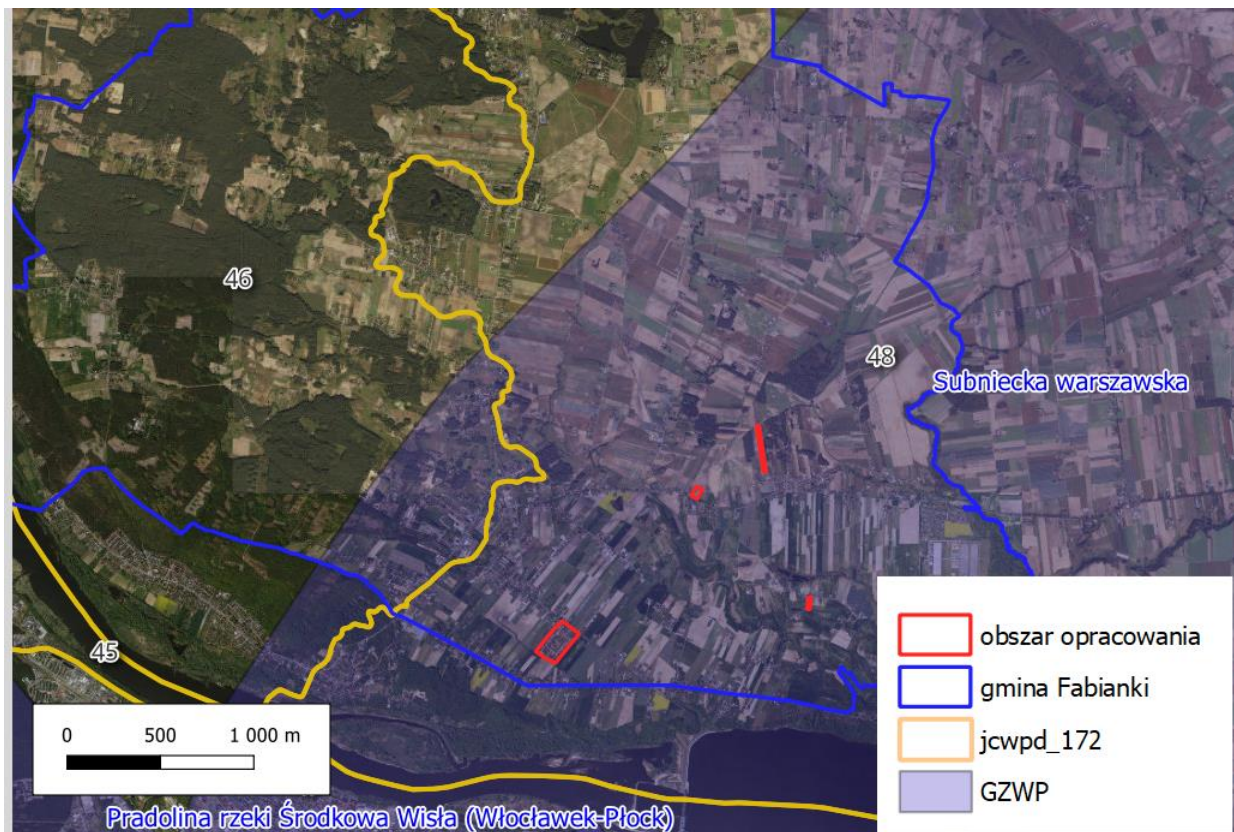 46
48
Subniecka warszawska
45
0 500 1 000 m
Pradolina rzeki Środkowa Wisła (Włocławek-Płock)
obszar opracowania
gmina Fabianki
jcwpd_172
GZWP